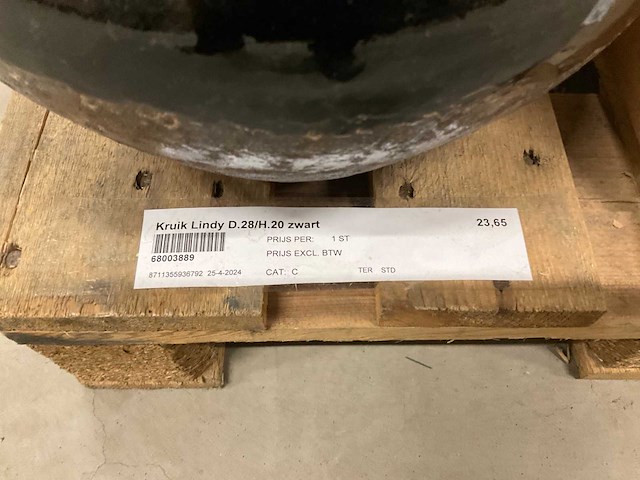 Kruik Lindy D.28/H.20 zwart 23,65
PRIJS PER: 1 ST
68003889 PRIJS EXCL. BTW
8711355936792 25-4-2024 CAT: C TER STD